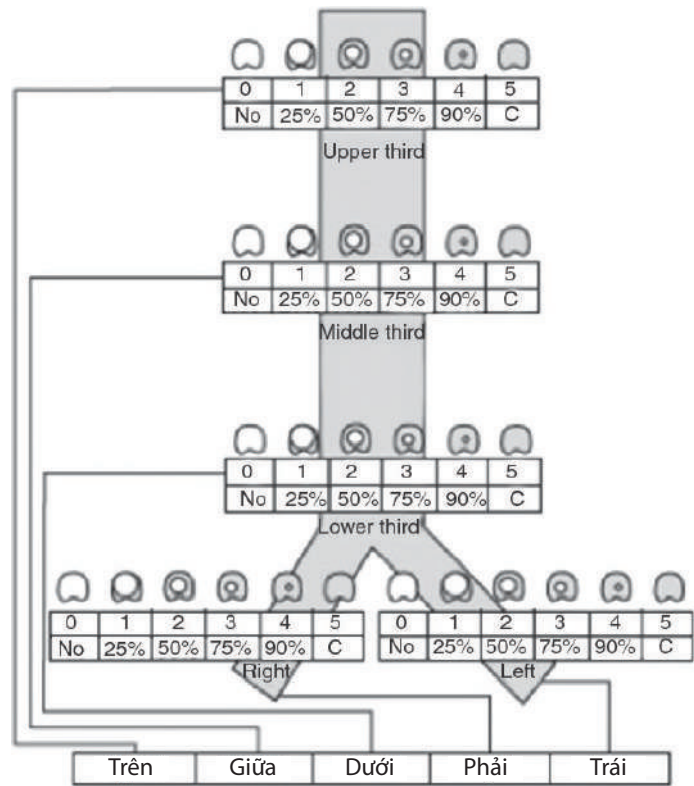 0 1 2 3 4 5
No 25% 50% 75% 90% C
Upper third
0 1 2 3 4 5
No 25% 50% 75% 90% C
Middle third
0 1 2 3 4 5
No 25% 50% 75% 90% C
Lower third
0 1 2 3 4 5
No 25% 50% 75% 90% C
Right
0 1 2 3 4 5
No 25% 50% 75% 90% C
Left
Trên Giữa Dưới Phải Trái